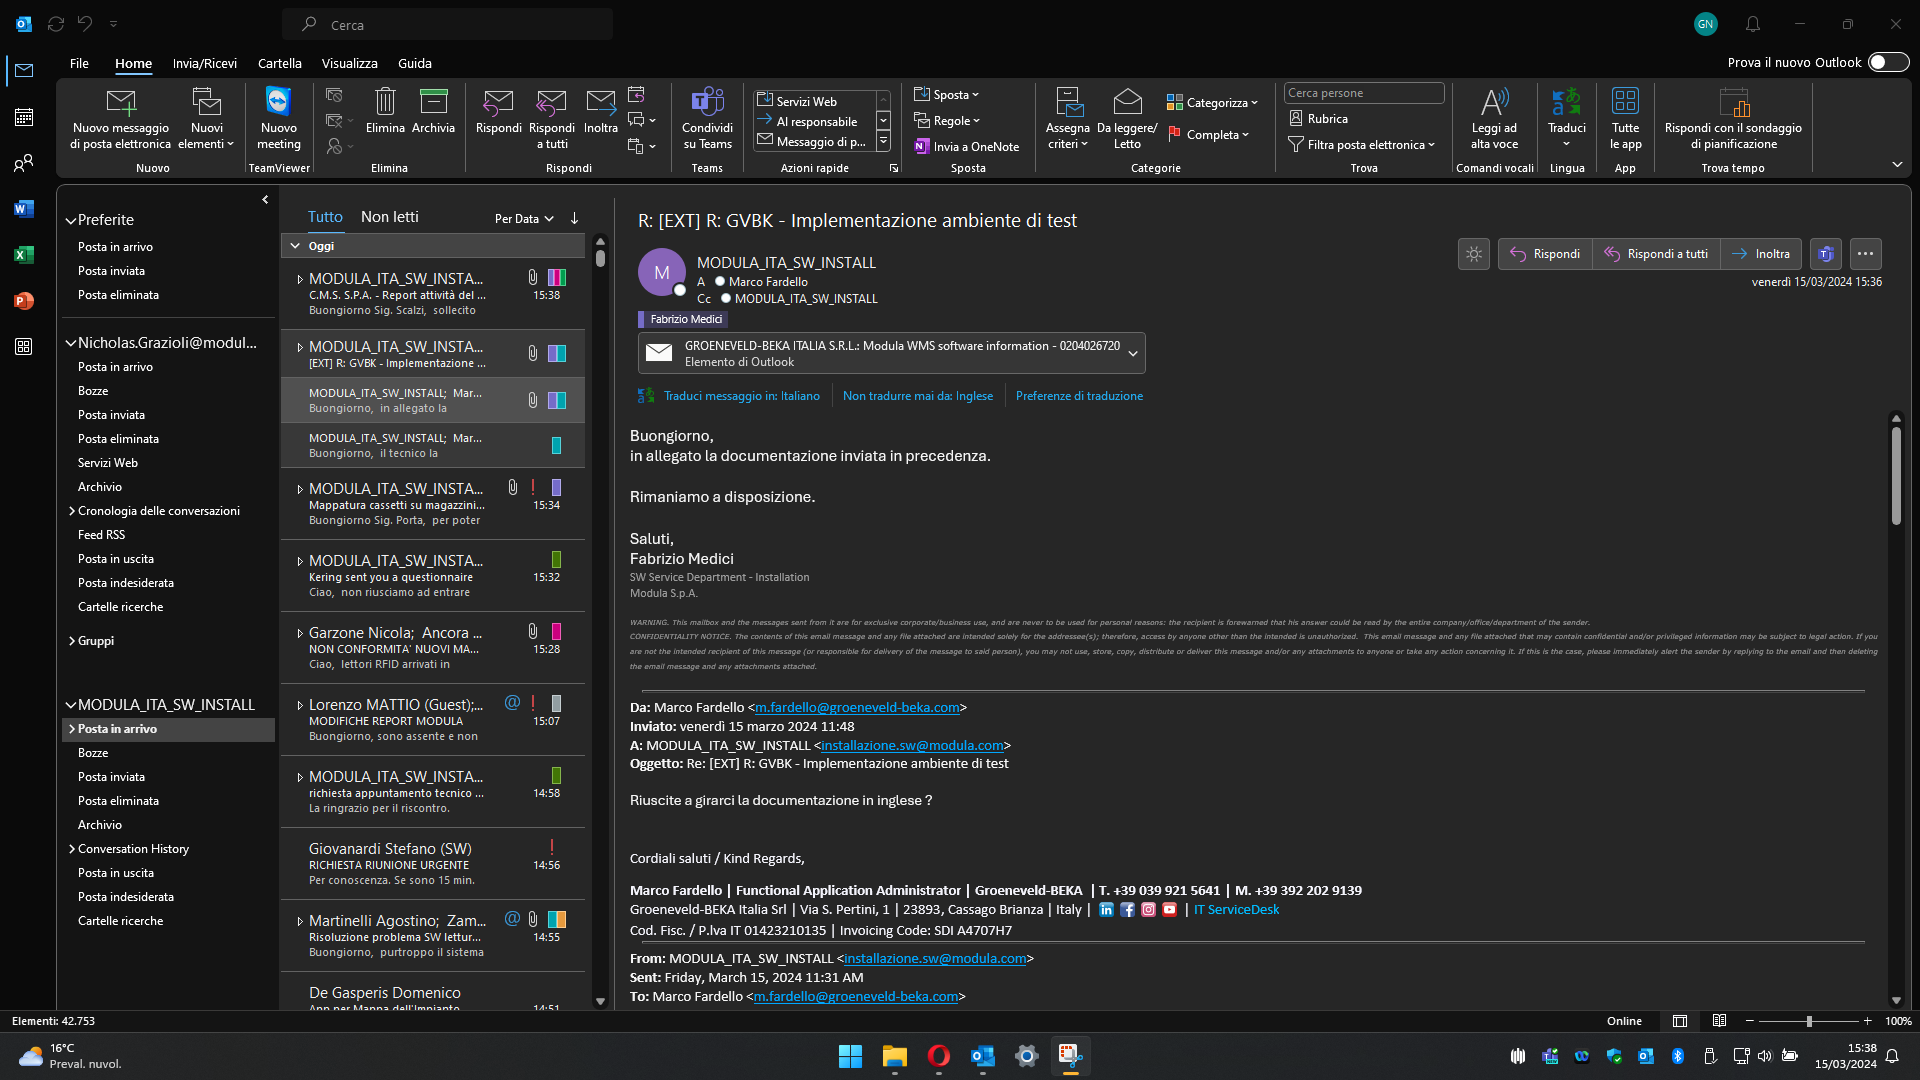 Cerca
GN
File
Home
Invia/Ricevi
Cartella
Visualizza
Guida
Prova il nuovo Outlook
Nuovo messaggio
di posta elettronica
Nuovi
elementi
Nuovo
Nuovo
meeting
TeamViewer
Elimina
Archivia
Elimina
Rispondi
Rispondi
a tutti
Inoltra
Rispondi
Condividi
su Teams
Teams
Servizi Web
Al responsabile
Messaggio di p...
Azioni rapide
Sposta
Regole
Invia a OneNote
Sposta
Assegna
criteri
Da leggere/
Letto
Categorizza
Completa
Categorie
Cerca persone
Rubrica
Filtra posta elettronica
Trova
Leggi ad
alta voce
Comandi vocali
Traduci
Lingua
Tutte
le app
App
Rispondi con il sondaggio
di pianificazione
Trova tempo
Preferite
Posta in arrivo
Posta inviata
Posta eliminata
Nicholas.Grazioli@modul...
Posta in arrivo
Bozze
Posta inviata
Posta eliminata
Servizi Web
Archivio
Cronologia delle conversazioni
Feed RSS
Posta in uscita
Posta indesiderata
Cartelle ricerche
Gruppi
MODULA_ITA_SW_INSTALL
Posta in arrivo
Bozze
Posta inviata
Posta eliminata
Archivio
Conversation History
Posta in uscita
Posta indesiderata
Cartelle ricerche
Tutto
Non letti
Per Data
Oggi
MODULA_ITA_SW_INSTA...
C.M.S. S.P.A. - Report attività del ... 15:38
Buongiorno Sig. Scalzi, sollecito
MODULA_ITA_SW_INSTA...
[EXT] R: GVBK - Implementazione ...
MODULA_ITA_SW_INSTALL; Mar...
Buongiorno, in allegato la
MODULA_ITA_SW_INSTALL; Mar...
Buongiorno, il tecnico la
MODULA_ITA_SW_INSTA...
Mappatura cassetti su magazzini... 15:34
Buongiorno Sig. Porta, per poter
MODULA_ITA_SW_INSTA...
Kering sent you a questionnaire 15:32
Ciao, non riusciamo ad entrare
Garzone Nicola; Ancora ...
NON CONFORMITA' NUOVI MA... 15:28
Ciao, lettori RFID arrivati in
Lorenzo MATTIO (Guest);...
MODIFICHE REPORT MODULA 15:07
Buongiorno, sono assente e non
MODULA_ITA_SW_INSTA...
richiesta appuntamento tecnico ... 14:58
La ringrazio per il riscontro.
Giovanardi Stefano (SW)
RICHIESTA RIUNIONE URGENTE 14:56
Per conoscenza. Se sono 15 min.
Martinelli Agostino; Zam...
Risoluzione problema SW lettur... 14:55
Buongiorno, purtroppo il sistema
De Gasperis Domenico
App per Mappa dell'Impianto 14:51
R: [EXT] R: GVBK - Implementazione ambiente di test
M
MODULA_ITA_SW_INSTALL
A Marco Fardello
Cc MODULA_ITA_SW_INSTALL
Rispondi
Rispondi a tutti
Inoltra
venerdì 15/03/2024 15:36
Fabrizio Medici
GROENEVELD-BEKA ITALIA S.R.L.: Modula WMS software information - 0204026720
Elemento di Outlook
Traduci messaggio in: Italiano
Non tradurre mai da: Inglese
Preferenze di traduzione
Buongiorno,
in allegato la documentazione inviata in precedenza.
Rimaniamo a disposizione.
Saluti,
Fabrizio Medici
SW Service Department - Installation
Modula S.p.A.
WARNING. This mailbox and the messages sent from it are for exclusive corporate/business use, and are never to be used for personal reasons: the recipient is forewarned that his answer could be read by the entire company/office/department of the sender.
CONFIDENTIALITY NOTICE. The contents of this email message and any file attached are intended solely for the addressee(s); therefore, access by anyone other than the intended is unauthorized. This email message and any file attached that may contain confidential and/or privileged information may be subject to legal action. If you
are not the intended recipient of this message (or responsible for delivery of the message to said person), you may not use, store, copy, distribute or deliver this message and/or any attachments to anyone or take any action concerning it. If this is the case, please immediately alert the sender by replying to the email and then deleting
the email message and any attachments attached.
Da: Marco Fardello <m.fardello@groeneveld-beka.com>
Inviato: venerdì 15 marzo 2024 11:48
A: MODULA_ITA_SW_INSTALL <installazione.sw@modula.com>
Oggetto: Re: [EXT] R: GVBK - Implementazione ambiente di test
Riuscite a girarci la documentazione in inglese ?
Cordiali saluti / Kind Regards,
Marco Fardello | Functional Application Administrator | Groeneveld-BEKA | T. +39 039 921 5641 | M. +39 392 202 9139
Groeneveld-BEKA Italia Srl | Via S. Pertini, 1 | 23893, Cassago Brianza | Italy | | IT ServiceDesk
Cod. Fisc. / P.Iva IT 01423210135 | Invoicing Code: SDI A4707H7
From: MODULA_ITA_SW_INSTALL <installazione.sw@modula.com>
Sent: Friday, March 15, 2024 11:31 AM
To: Marco Fardello <m.fardello@groeneveld-beka.com>
Elementi: 42.753
Online
100%
16°C
Preval. nuvol.
15:38
15/03/2024